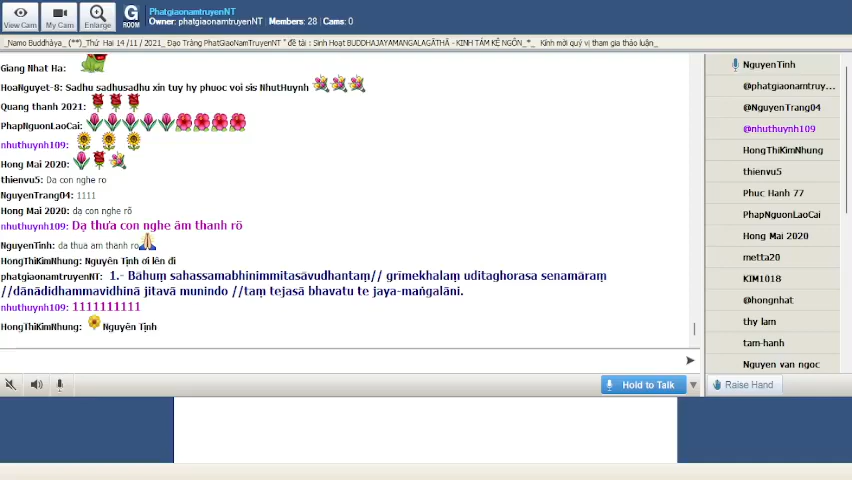 PhatgiaonamtruyenNT
Owner: phatgiaonamtruyenNT | Members: 28 | Cams: 0
View Cam
My Cam
Enlarge
G
ROOM
_Namo Buddhàya_ (**)_Thứ Hai 14 /11 / 2021_ Đạo Tràng PhatGiaoNamTruyenNT " đề tài : Sinh Hoạt BUDDHAJAYAMANGALAGĀTHĀ - KINH TÁM KỆ NGÔN_*_ Kính mời quý vị tham gia thảo luận_
Giang Nhat Ha:
HoaNguyet-8: Sadhu sadhusadhu xin tuy hy phuoc voi sis NhutHuynh
Quang thanh 2021:
PhapNguonLaoCai:
nhuthuynh109:
Hong Mai 2020:
thienvu5: Da con nghe ro
NguyenTrang04: 1111
Hong Mai 2020: dạ con nghe rõ
nhuthuynh109: Dạ thưa con nghe âm thanh rõ
NguyenTinh: da thua am thanh ro
HongThiKimNhung: Nguyên Tịnh ơi lên đi
phatgiaonamtruyenNT: 1.- Bāhuṃ sahassamabhinimmitasāvudhantaṃ// grīmekhalaṃ uditaghorasa senamāraṃ
//dānādidhammavidhinā jitavā munindo //taṃ tejasā bhavatu te jaya-maṅgalāni.
nhuthuynh109: 11111111111
HongThiKimNhung: Nguyên Tịnh
Hold to Talk
NguyenTinh
@phatgiaonamtruy...
@NguyenTrang04
@nhuthuynh109
HongThiKimNhung
thienvu5
Phuc Hanh 77
PhapNguonLaoCai
Hong Mai 2020
metta20
KIM1018
@hongnhat
thy lam
tam-hanh
Nguyen van ngoc
Raise Hand